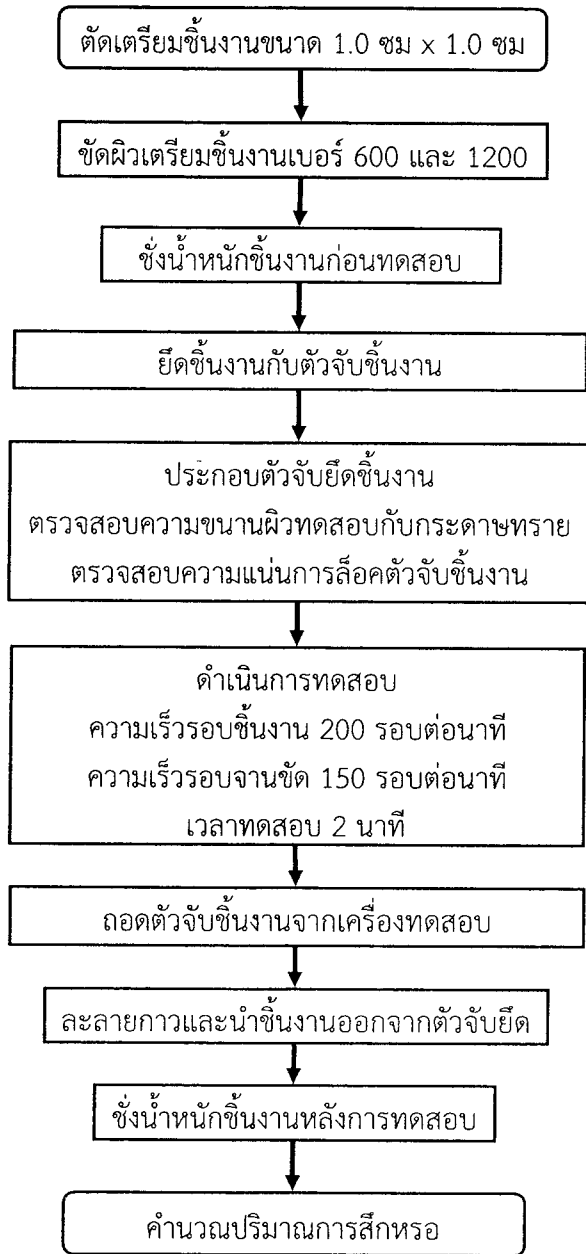 ตัดเตรียมชิ้นงานขนาด 1.0 ซม x 1.0 ซม
ขัดผิวเตรียมชิ้นงานเบอร์ 600 และ 1200
ชั่งน้ำหนักชิ้นงานก่อนทดสอบ
ยึดชิ้นงานกับตัวจับชิ้นงาน
ประกอบตัวจับยึดชิ้นงาน
ตรวจสอบความขนานผิวทดสอบกับกระดาษทราย
ตรวจสอบความแน่นการล็อคตัวจับชิ้นงาน
ดำเนินการทดสอบ
ความเร็วรอบชิ้นงาน 200 รอบต่อนาที
ความเร็วรอบจานขัด 150 รอบต่อนาที
เวลาทดสอบ 2 นาที
ถอดตัวจับชิ้นงานจากเครื่องทดสอบ
ละลายกาวและนำชิ้นงานออกจากตัวจับยึด
ชั่งน้ำหนักชิ้นงานหลังการทดสอบ
คำนวณปริมาณการสึกหรอ